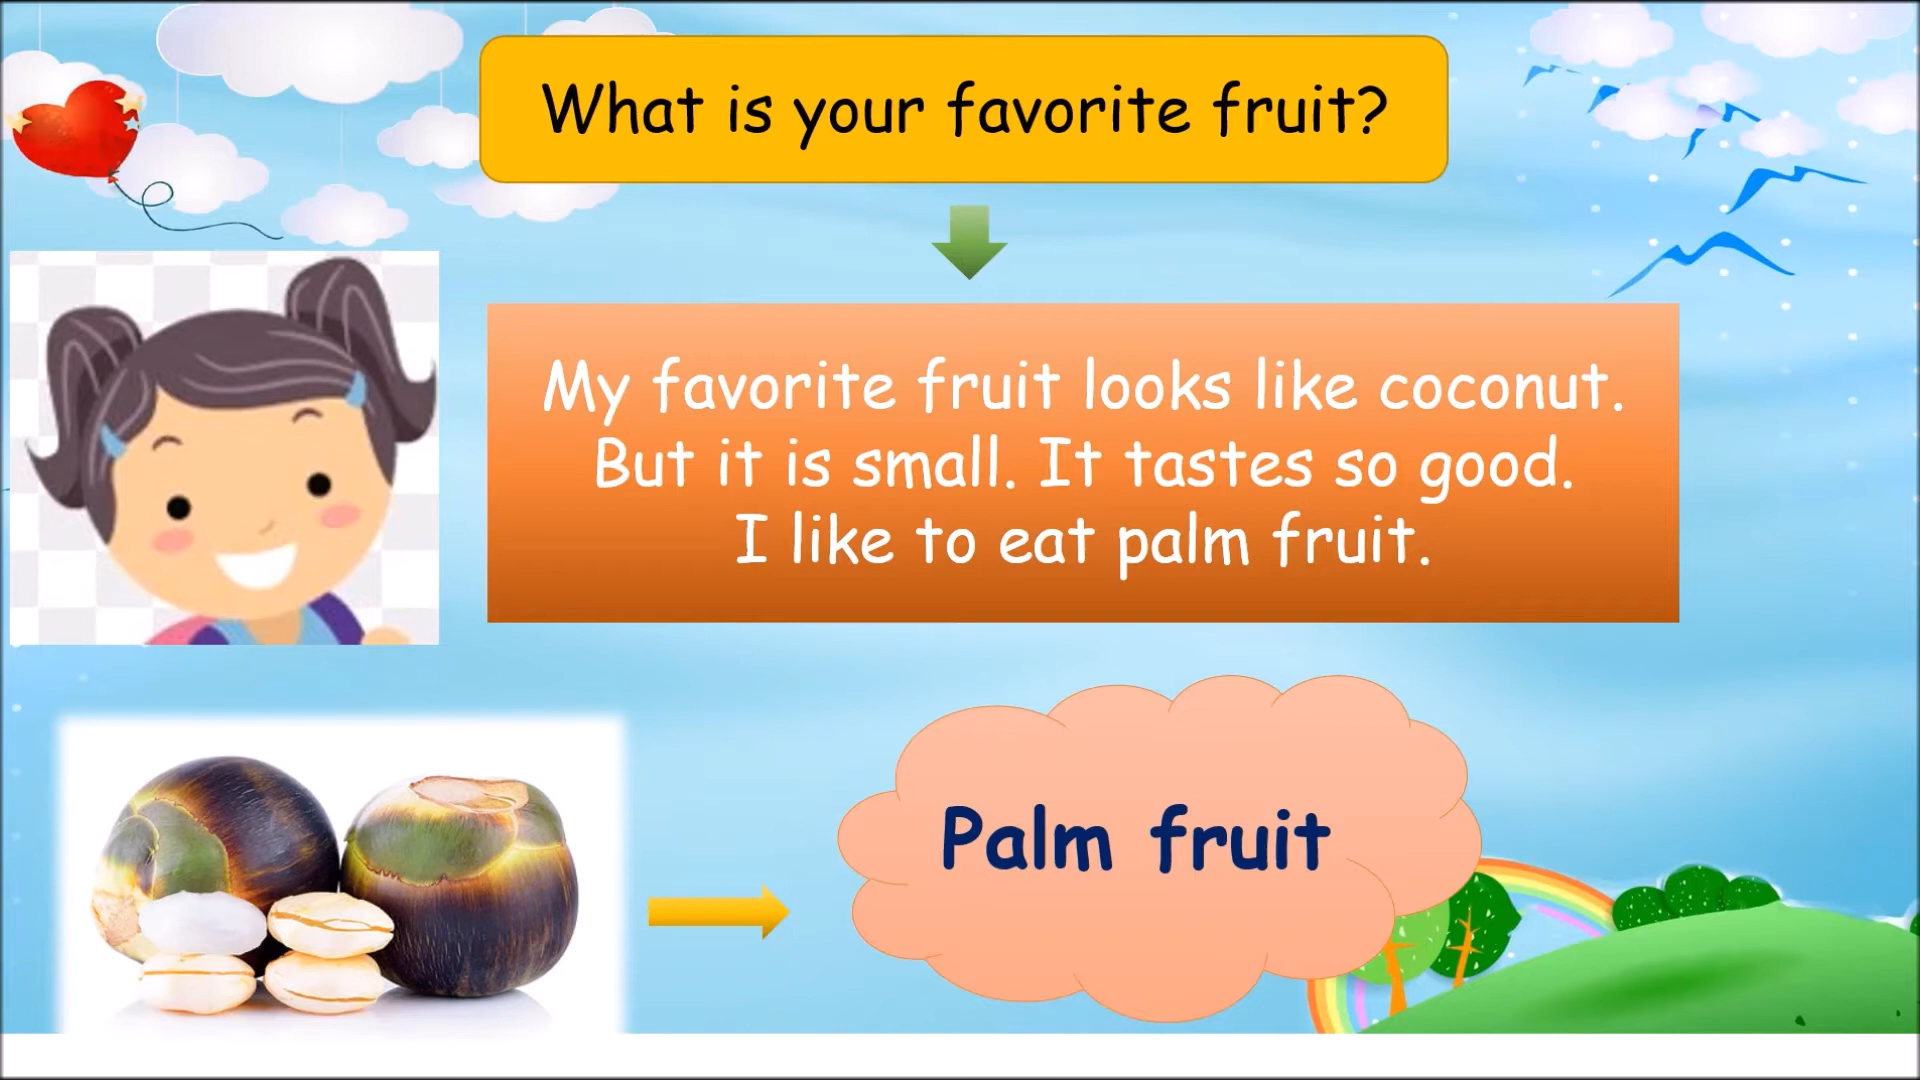 What is your favorite fruit?
My favorite fruit looks like coconut.
But it is small. It tastes so good.
I like to eat palm fruit.
Palm fruit